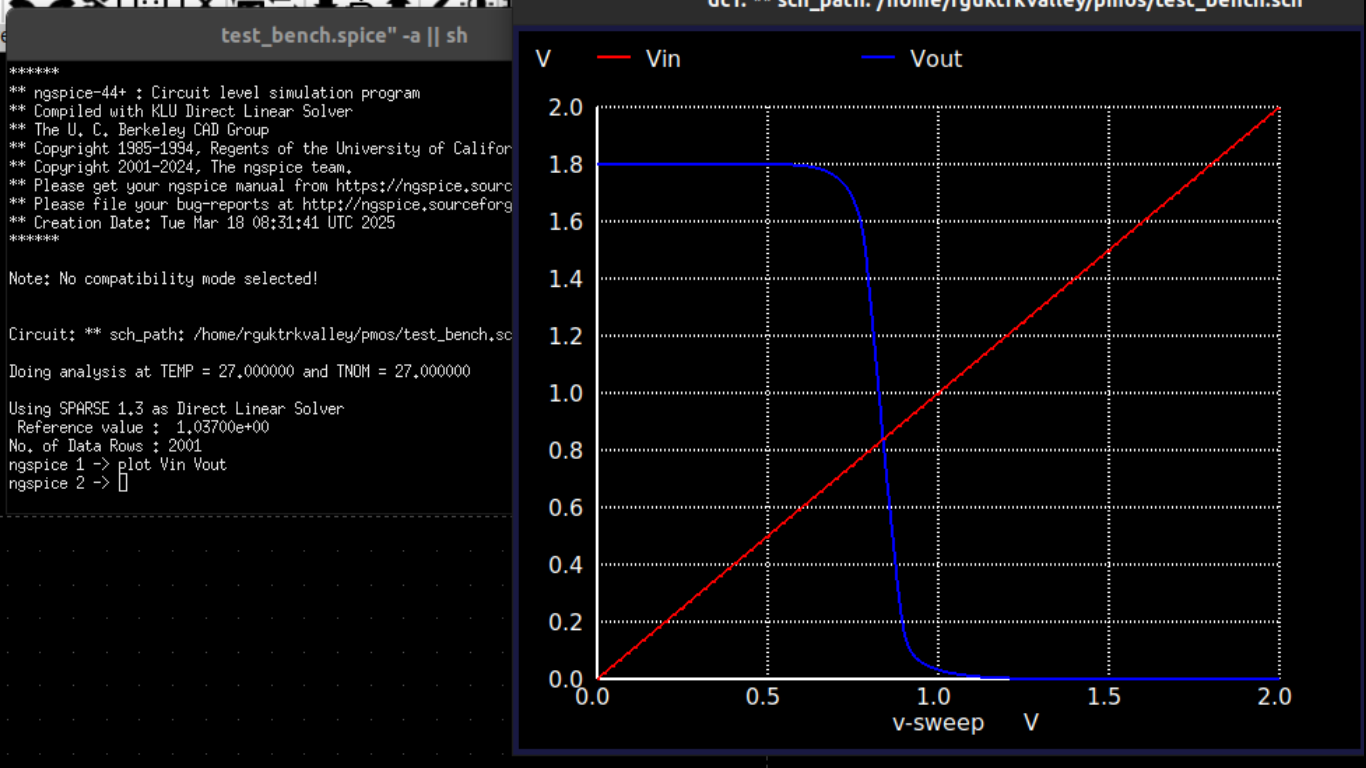 test_bench.spice" -a || sh
******
** ngspice-44+ : Circuit level simulation program
** Compiled with KLU Direct Linear Solver
** The U. C. Berkeley CAD Group
** Copyright 1985-1994, Regents of the University of Califor
** Copyright 2001-2024, The ngspice team.
** Please get your ngspice manual from https://ngspice.sourc
** Please file your bug-reports at http://ngspice.sourceforg
** Creation Date: Tue Mar 18 08:31:41 UTC 2025
******
Note: No compatibility mode selected!
Circuit: ** sch_path: /home/rguktrkvalley/pmos/test_bench.sc
Doing analysis at TEMP = 27.000000 and TNOM = 27.000000
Using SPARSE 1.3 as Direct Linear Solver
Reference value : 1.03700e+00
No. of Data Rows : 2001
ngspice 1 -> plot Vin Vout
ngspice 2 ->
dc1: ** sch_path: /home/rguktrkvalley/pmos/test_bench.sch
V Vin Vout
2.0
1.8
1.6
1.4
1.2
1.0
0.8
0.6
0.4
0.2
0.0
0.0 0.5 1.0 1.5 2.0
v-sweep V